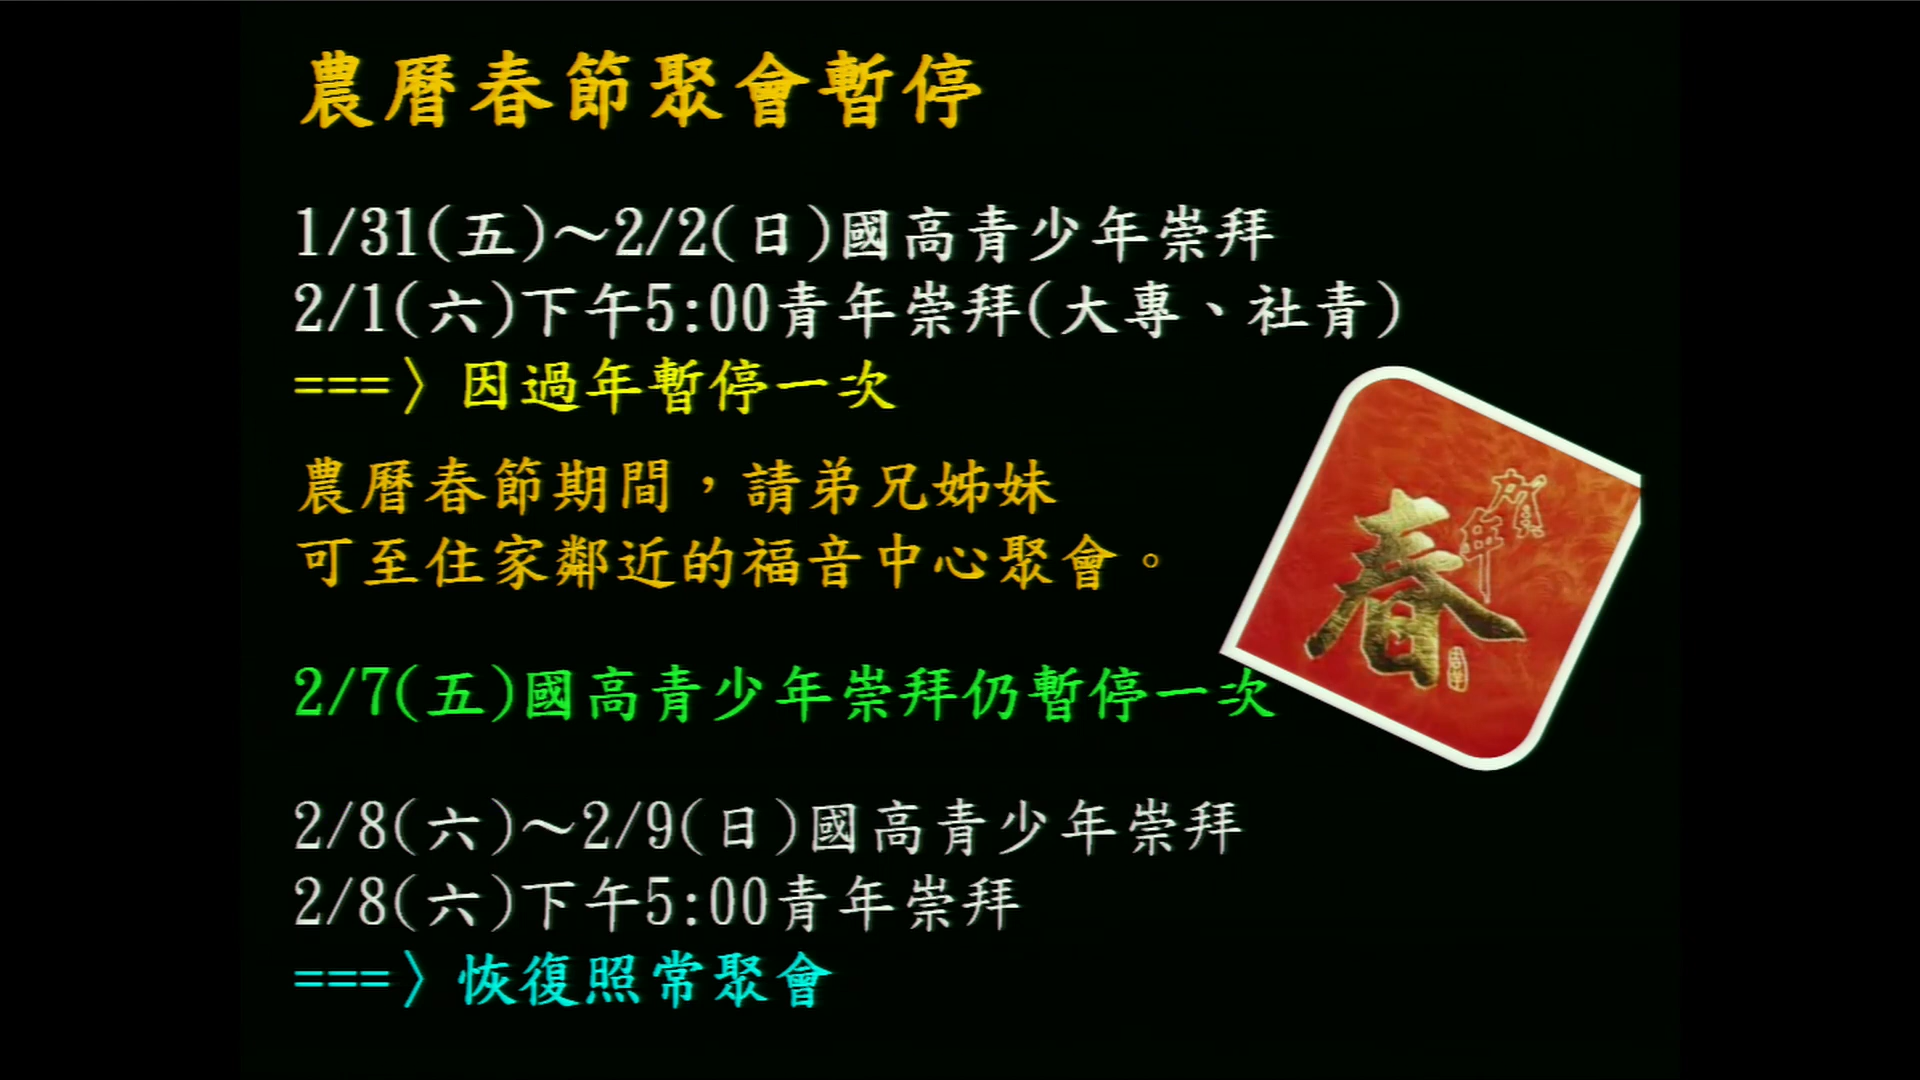 農曆春節聚會暫停
1/31(五)～2/2(日)國高青少年崇拜
2/1(六)下午5:00青年崇拜(大專、社青)
===〉因過年暫停一次
農曆春節期間，請弟兄姊妹
可至住家鄰近的福音中心聚會。
賀年
春
2/7(五)國高青少年崇拜仍暫停一次
2/8(六)～2/9(日)國高青少年崇拜
2/8(六)下午5:00青年崇拜
===〉恢復照常聚會